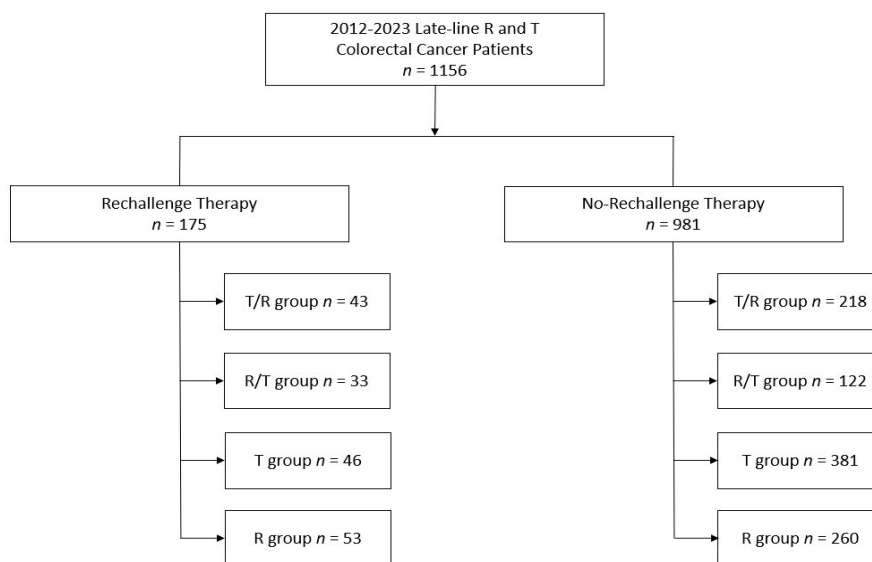 2012-2023 Late-line R and T
Colorectal Cancer Patients
n = 1156
Rechallenge Therapy
n = 175
No-Rechallenge Therapy
n = 981
T/R group n = 43
R/T group n = 33
T group n = 46
R group n = 53
T/R group n = 218
R/T group n = 122
T group n = 381
R group n = 260